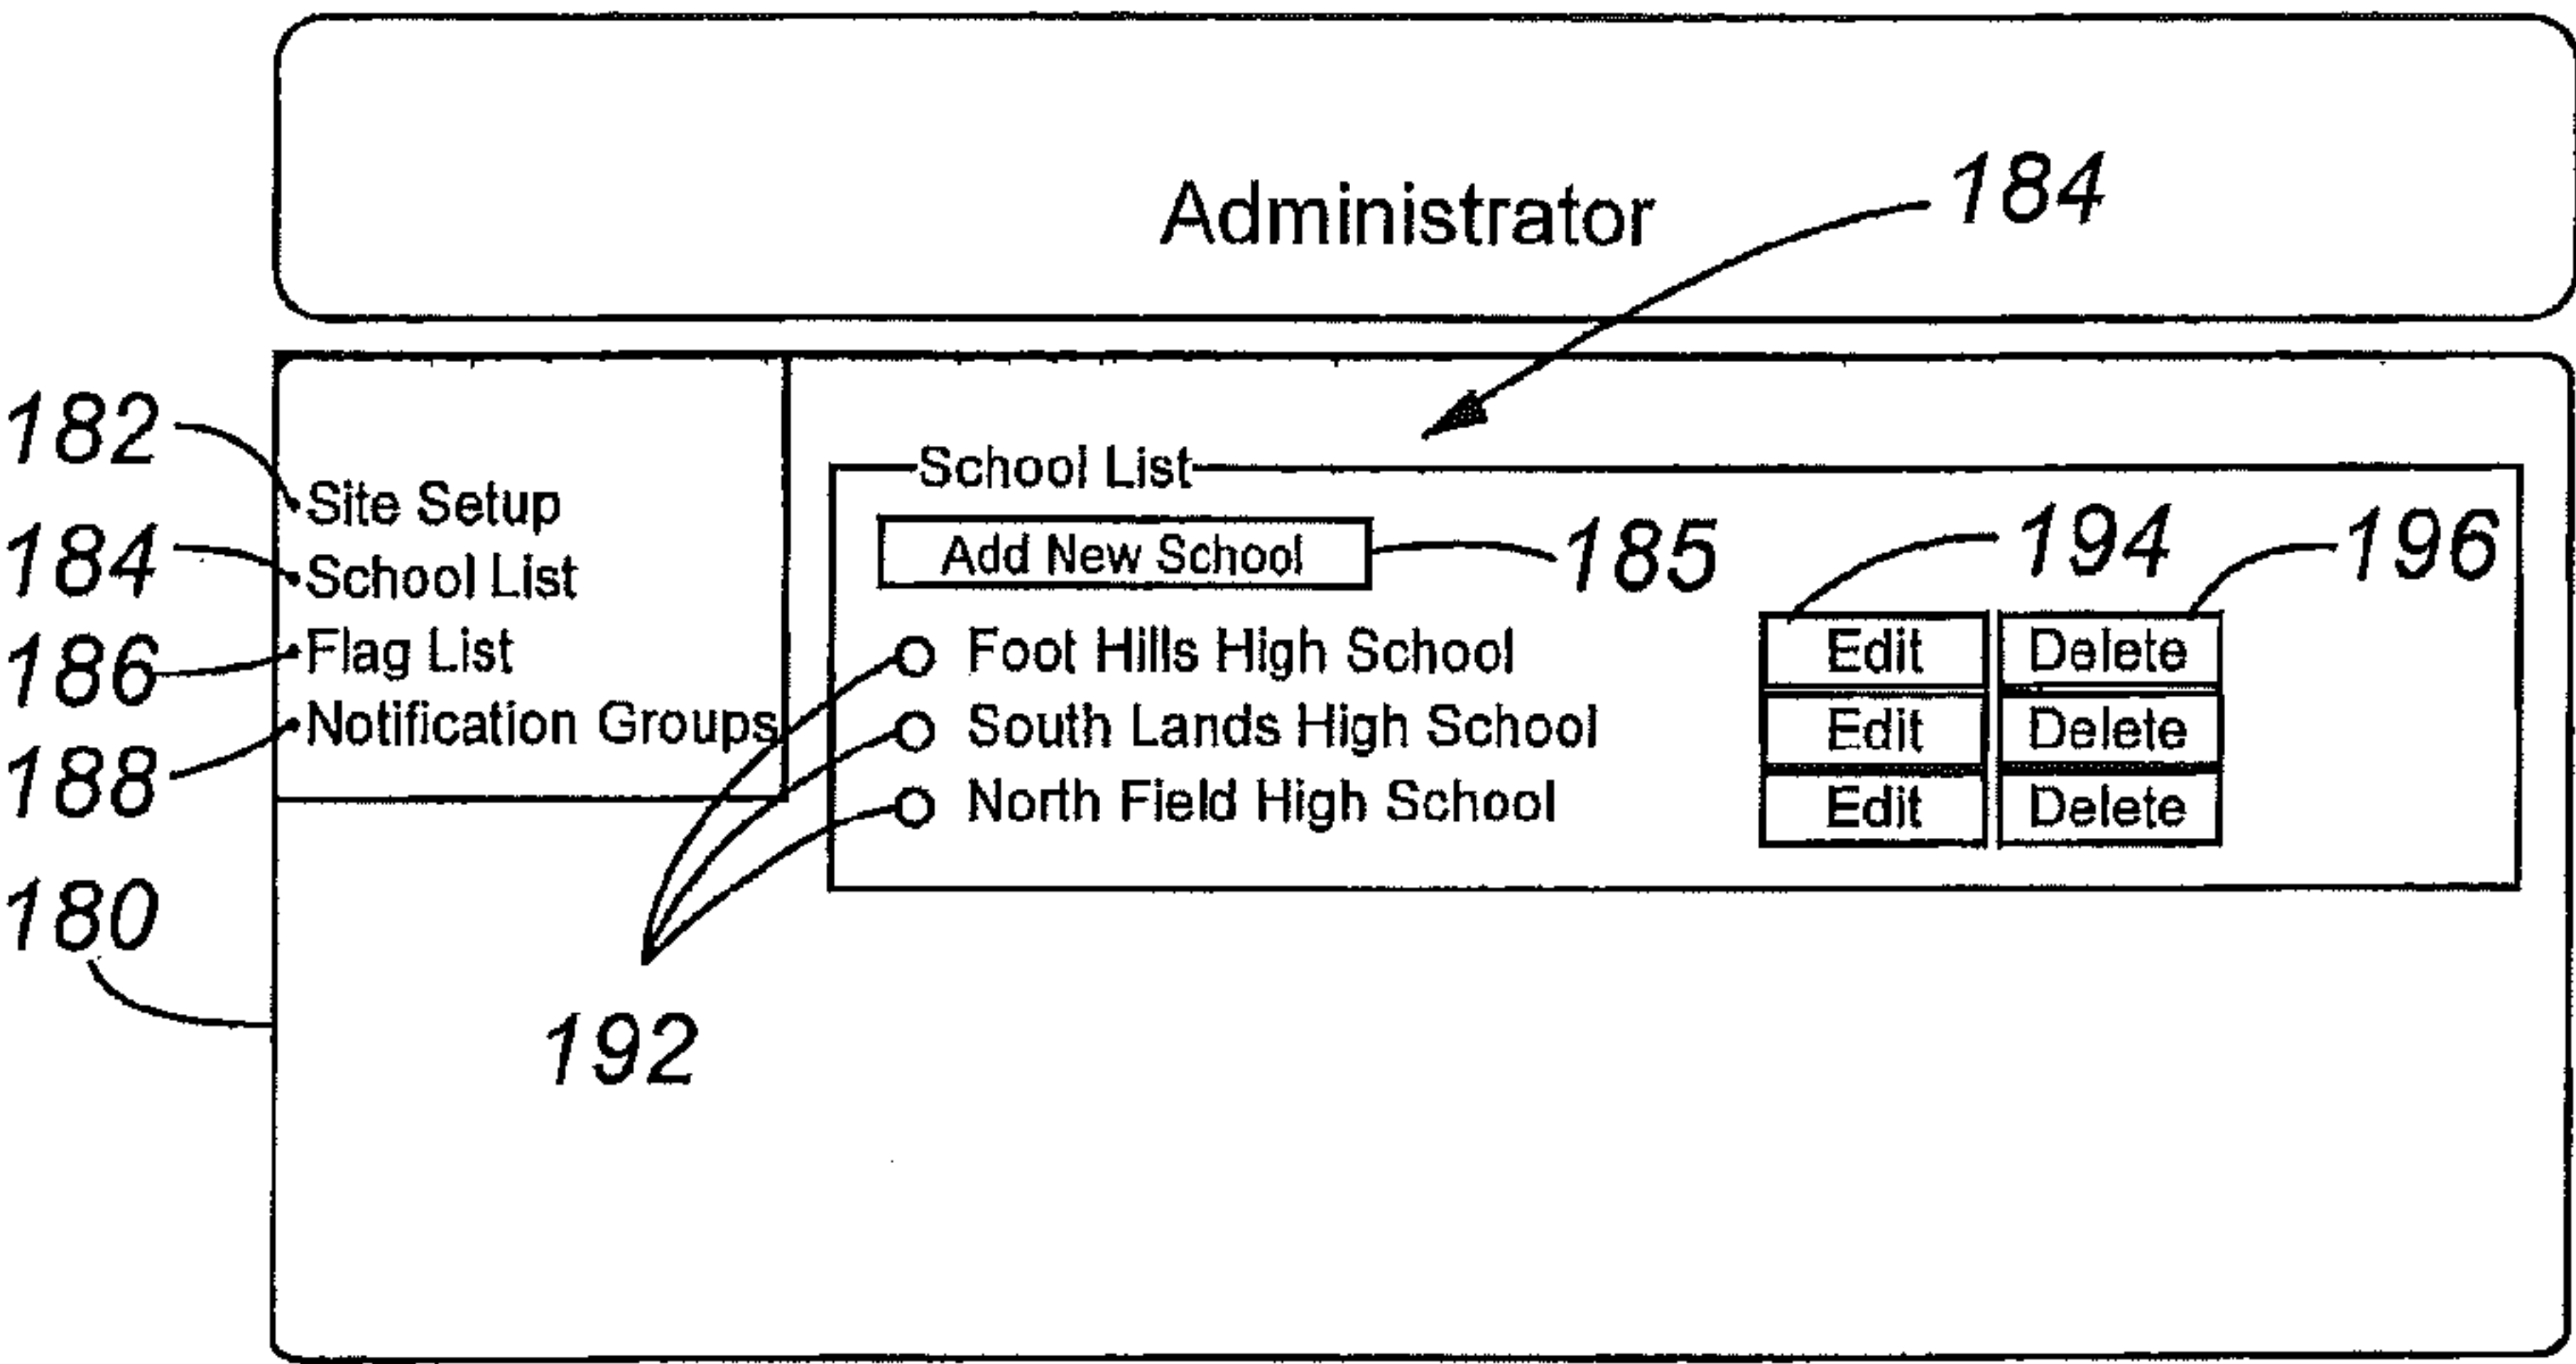 Administrator
184
182
184
186
188
180
Site Setup
School List
Flag List
Notification Groups
School List
Add New School
185
194
196
Foot Hills High School Edit Delete
South Lands High School Edit Delete
North Field High School Edit Delete
192